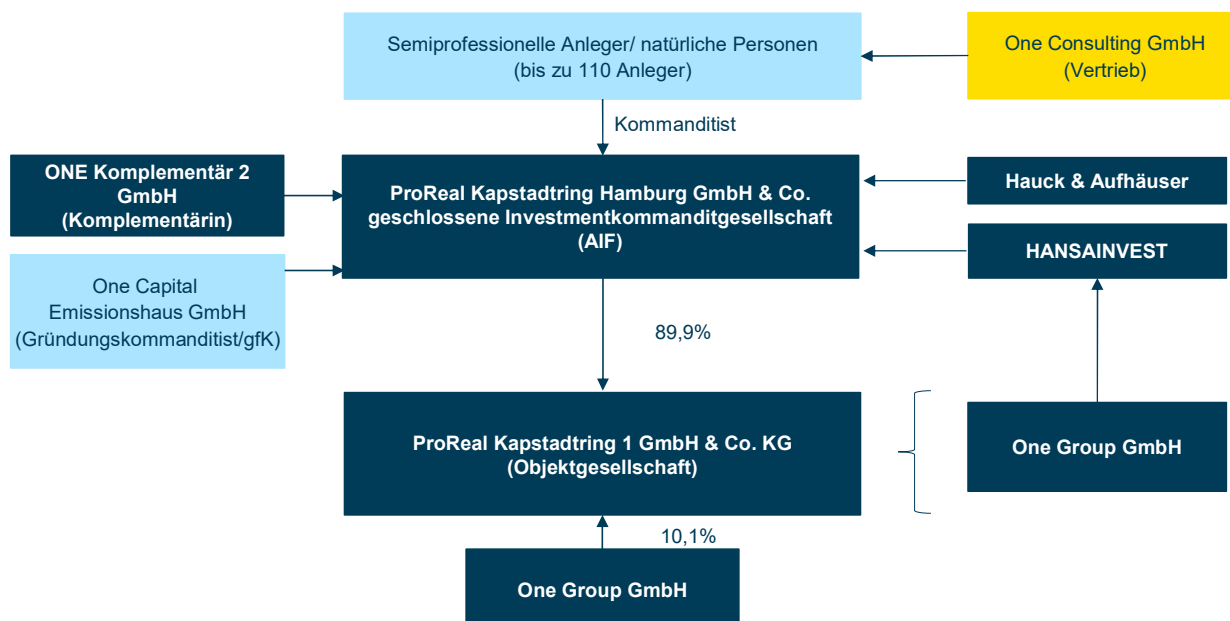 Semiprofessionelle Anleger/ natürliche Personen
(bis zu 110 Anleger)
One Consulting GmbH
(Vertrieb)
Kommanditist
ONE Komplementär 2
GmbH
(Komplementärin)
ProReal Kapstadtring Hamburg GmbH & Co.
geschlossene Investmentkommanditgesellschaft
(AIF)
Hauck & Aufhäuser
HANSAINVEST
One Capital
Emissionshaus GmbH
(Gründungskommanditist/gfK)
89,9%
ProReal Kapstadtring 1 GmbH & Co. KG
(Objektgesellschaft)
One Group GmbH
10,1%
One Group GmbH